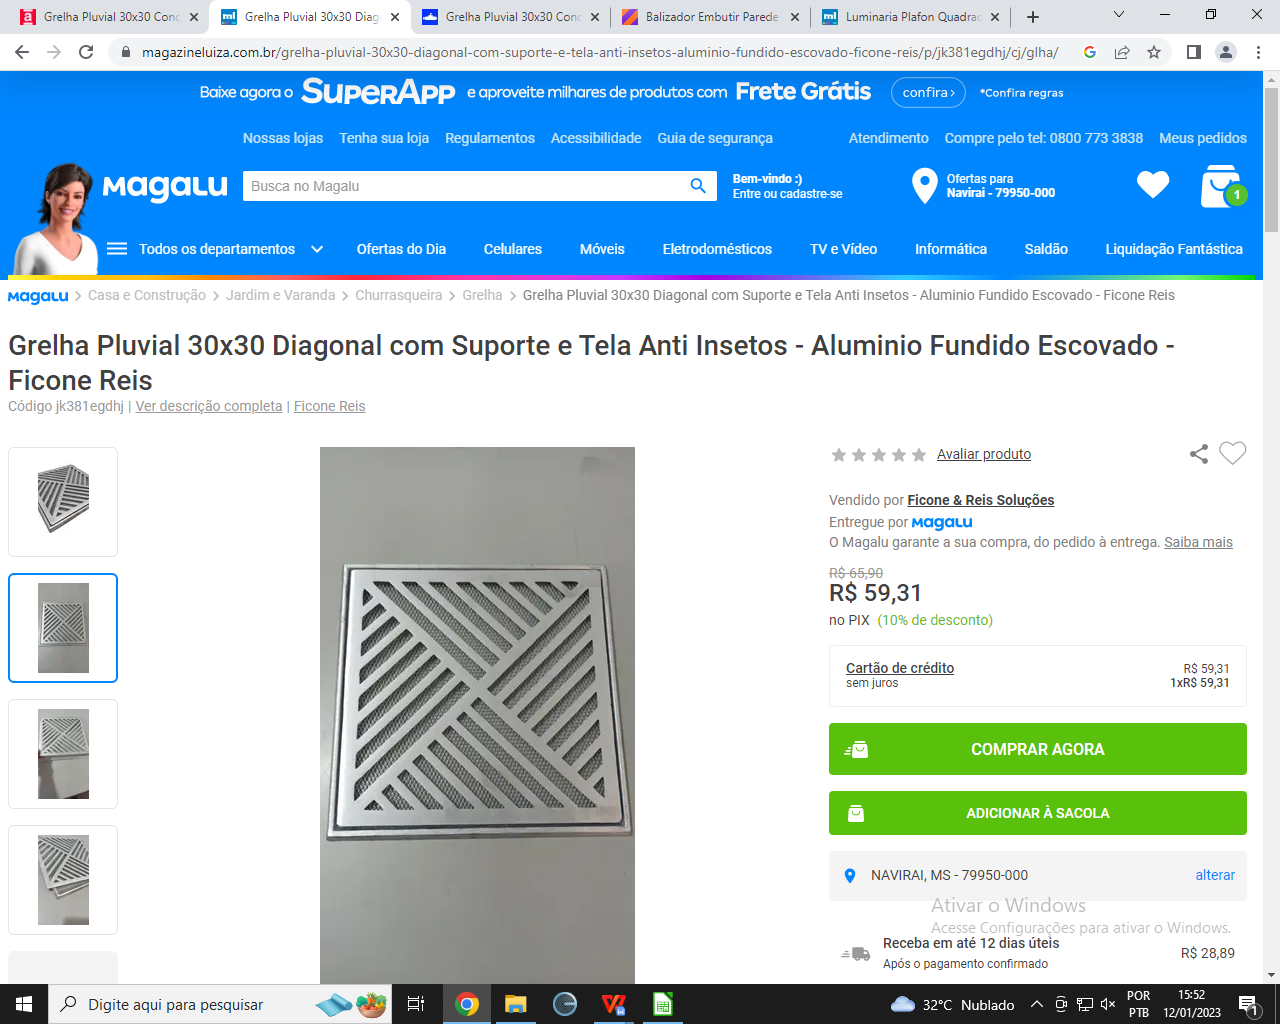 Grelha Pluvial 30x30 Conc
Grelha Pluvial 30x30 Diag
Grelha Pluvial 30x30 Conc
Balizador Embutir Parede
Luminaria Plafon Quadrac
magazineluiza.com.br/grelha-pluvial-30x30-diagonal-com-suporte-e-tela-anti-insetos-aluminio-fundido-escovado-ficone-reis/p/jk381egdhj/cj/glha/
Baixe agora o SuperApp e aproveite milhares de produtos com Frete Grátis confira > *Confira regras
Nossas lojas Tenha sua loja Regulamentos Acessibilidade Guia de segurança Atendimento Compre pelo tel: 0800 773 3838 Meus pedidos
Magalu
Busca no Magalu
Bem-vindo :)
Entre ou cadastre-se
Ofertas para
Navirai - 79950-000
1
Todos os departamentos Ofertas do Dia Celulares Móveis Eletrodomésticos TV e Vídeo Informática Saldão Liquidação Fantástica
Magalu > Casa e Construção > Jardim e Varanda > Churrasqueira > Grelha > Grelha Pluvial 30x30 Diagonal com Suporte e Tela Anti Insetos - Aluminio Fundido Escovado - Ficone Reis
Grelha Pluvial 30x30 Diagonal com Suporte e Tela Anti Insetos - Aluminio Fundido Escovado -
Ficone Reis
Código jk381egdhj | Ver descrição completa | Ficone Reis
Avaliar produto
Vendido por Ficone & Reis Soluções
Entregue por Magalu
O Magalu garante a sua compra, do pedido à entrega. Saiba mais
R$ 65,90
R$ 59,31
no PIX (10% de desconto)
Cartão de crédito R$ 59,31
sem juros 1xR$ 59,31
COMPRAR AGORA
ADICIONAR À SACOLA
NAVIRAI, MS - 79950-000 alterar
Ativar o Windows
Acesse Configurações para ativar o Windows.
Receba em até 12 dias úteis R$ 28,89
Após o pagamento confirmado
Digite aqui para pesquisar
32°C Nublado
POR
PTB
15:52
12/01/2023
1